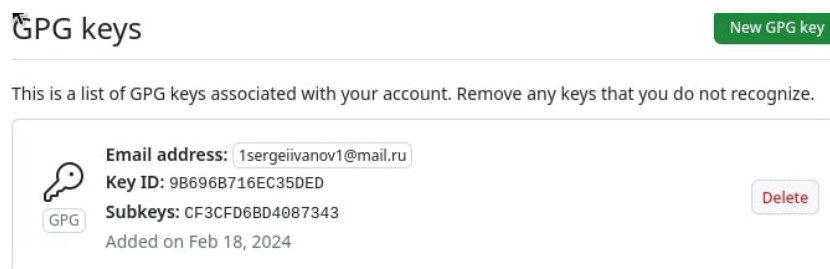 GPG keys
New GPG key
This is a list of GPG keys associated with your account. Remove any keys that you do not recognize.
Email address: 1sergeiivanov1@mail.ru
Key ID: 9B696B716EC35DED
Subkeys: CF3CFD6BD4087343
Added on Feb 18, 2024
GPG
Delete